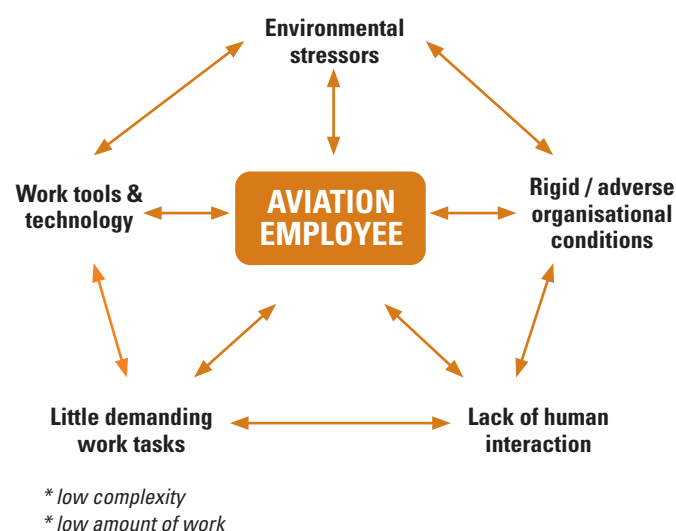 Environmental
stressors
Work tools &
technology
AVIATION
EMPLOYEE
Rigid / adverse
organisational
conditions
Little demanding
work tasks
Lack of human
interaction
* low complexity
* low amount of work